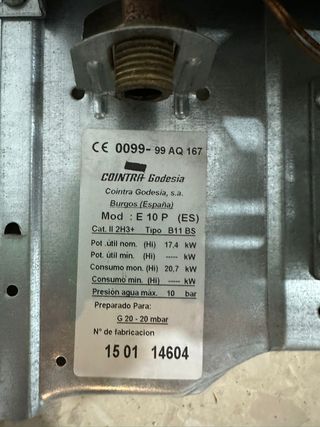 CE 0099- 99 AQ 167
COINTRA Godesia
Cointra Godesia, s.a.
Burgos (España)
Mod : E 10 P (ES)
Cat. II 2H3+ Tipo B11 BS
Pot .útil nom. (Hi) 17,4 kW
Pot .útil min. (Hi) ----- kW
Consumo mon. (Hi) 20,7 kW
Consumo min. (Hi) ----- kW
Presión agua máx. 10 bar
Preparado Para:
G 20 - 20 mbar
Nº de fabricacion
15 01 14604